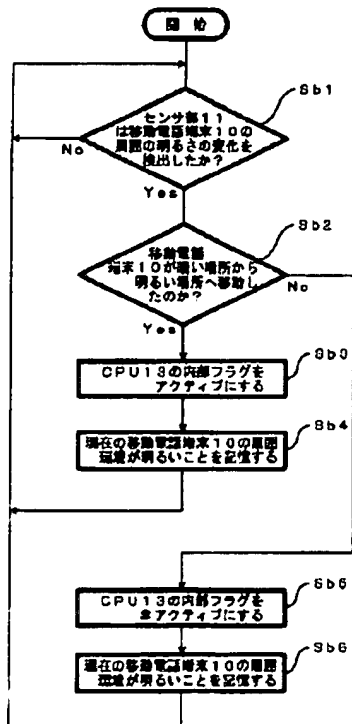 開 始
Sb1
センサ部11
は移動電話端末10の
周囲の明るさの変化を
検出したか？
No
Yes
Sb2
移動電話
端末10が暗い場所から
明るい場所へ移動し
たのか？
No
Yes
Sb3
CPU13の内部フラグを
アクティブにする
Sb4
現在の移動電話端末10の周囲
環境が明るいことを記憶する
Sb5
CPU13の内部フラグを
非アクティブにする
Sb6
現在の移動電話端末10の周囲
環境が明るいことを記憶する